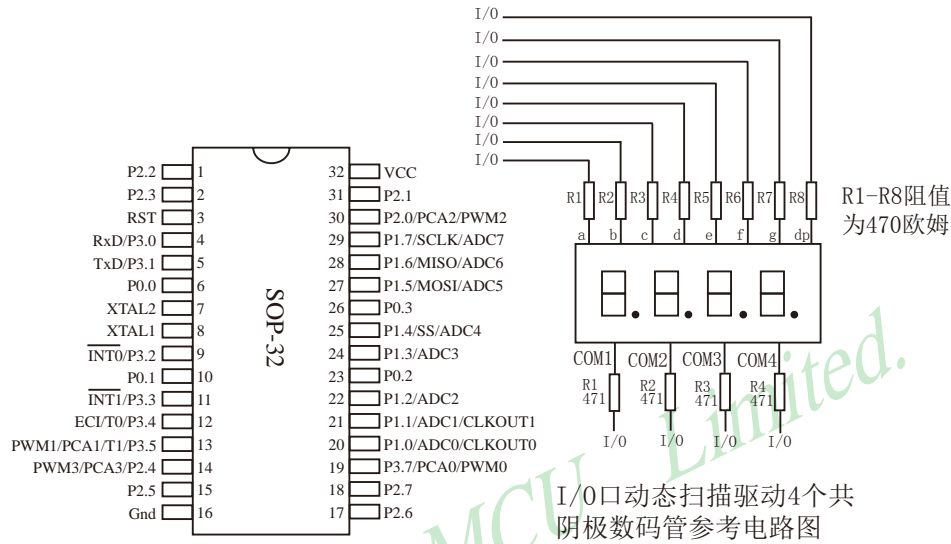 P2.2
P2.3
RST
RxD/P3.0
TxD/P3.1
P0.0
XTAL2
XTAL1
INT0/P3.2
P0.1
INT1/P3.3
ECI/T0/P3.4
PWM1/PCA1/T1/P3.5
PWM3/PCA3/P2.4
P2.5
Gnd
1
2
3
4
5
6
7
8
9
10
11
12
13
14
15
16
SOP-32
32
31
30
29
28
27
26
25
24
23
22
21
20
19
18
17
VCC
P2.1
P2.0/PCA2/PWM2
P1.7/SCLK/ADC7
P1.6/MISO/ADC6
P1.5/MOSI/ADC5
P0.3
P1.4/SS/ADC4
P1.3/ADC3
P0.2
P1.2/ADC2
P1.1/ADC1/CLKOUT1
P1.0/ADC0/CLKOUT0
P3.7/PCA0/PWM0
P2.7
P2.6
I/O
I/O
I/O
I/O
I/O
I/O
I/O
I/O
R1 R2 R3 R4 R5 R6 R7 R8
R1-R8阻值
为470欧姆
a b c d e f g dp
8. 8. 8. 8.
COM1 COM2 COM3 COM4
R1 R2 R3 R4
471 471 471 471
I/O I/O I/O I/O
I/O口动态扫描驱动4个共
阴极数码管参考电路图
MCU Limited.